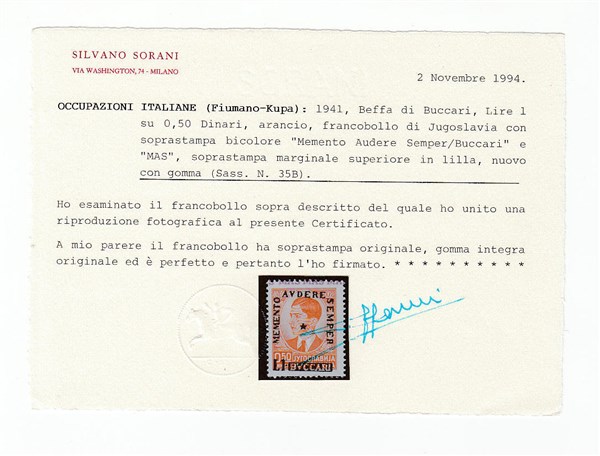 SILVANO SORANI
VIA WASHINGTON, 74 - MILANO
2 Novembre 1994.
OCCUPAZIONI ITALIANE (Fiumano-Kupa): 1941, Beffa di Buccari, Lire 1
su 0,50 Dinari, arancio, francobollo di Jugoslavia con
soprastampa bicolore "Memento Audere Semper/Buccari" e
"MAS", soprastampa marginale superiore in lilla, nuovo
con gomma (Sass. N. 35B).
Ho esaminato il francobollo sopra descritto del quale ho unito una
riproduzione fotografica al presente Certificato.
A mio parere il francobollo ha soprastampa originale, gomma integra
originale ed è perfetto e pertanto l'ho firmato. * * * * * * * * * *
MEMENTO
AVDERE
SEMPER
0.50 ЈУГОСЛАВИЈА
BVCCARI